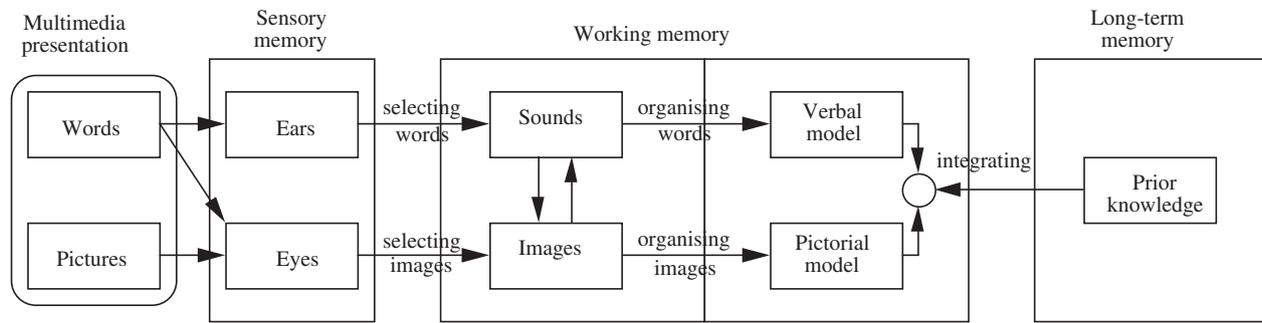 Multimedia
presentation
Sensory
memory
Working memory
Long-term
memory
Words
Ears
selecting
words
Sounds
organising
words
Verbal
model
integrating
Prior
knowledge
Pictures
Eyes
selecting
images
Images
organising
images
Pictorial
model